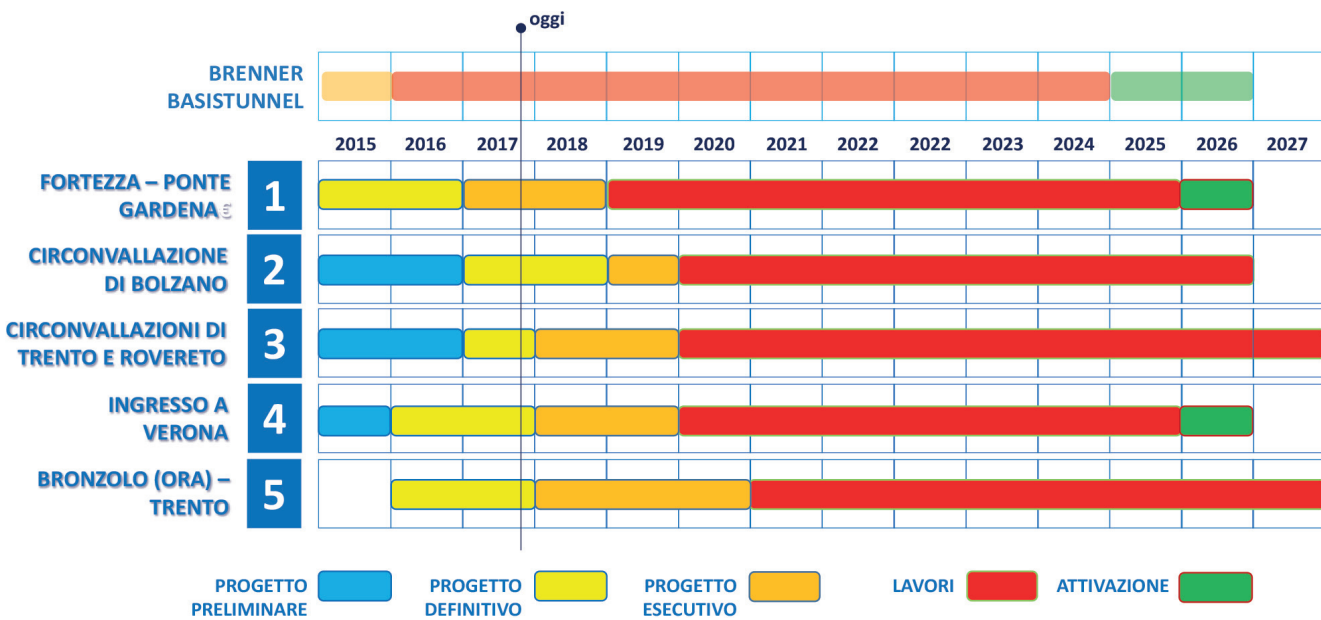 oggi
BRENNER
BASISTUNNEL
2015 2016 2017 2018 2019 2020 2021 2022 2022 2023 2024 2025 2026 2027
FORTEZZA – PONTE
GARDENA €
1
CIRCONVALLAZIONE
DI BOLZANO
2
CIRCONVALLAZIONI DI
TRENTO E ROVERETO
3
INGRESSO A
VERONA
4
BRONZOLO (ORA) –
TRENTO
5
PROGETTO
PRELIMINARE
PROGETTO
DEFINITIVO
PROGETTO
ESECUTIVO
LAVORI
ATTIVAZIONE